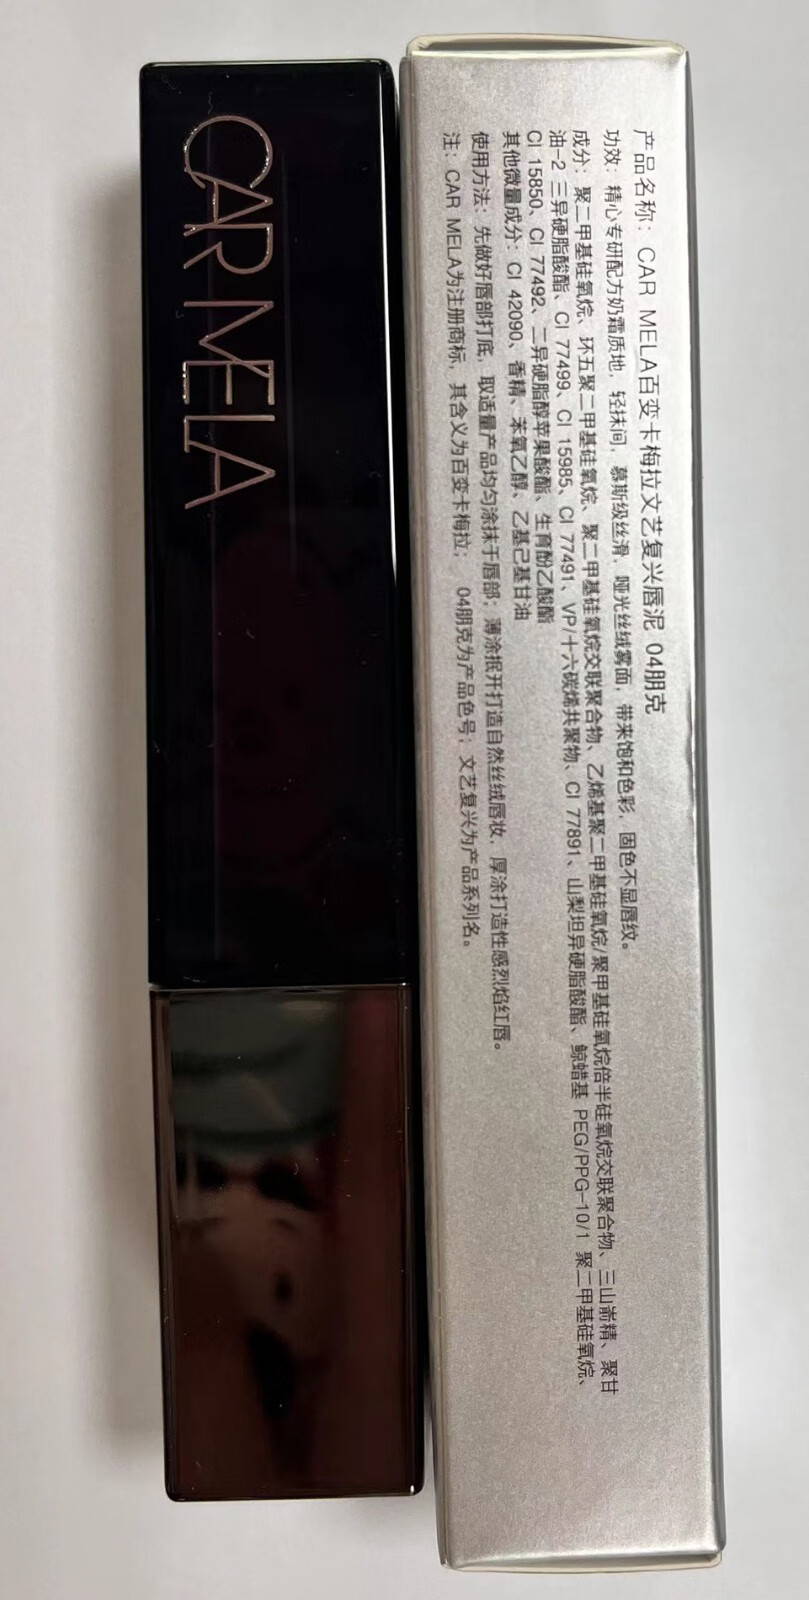 CAR MELA
产品名称：CAR MELA百变卡梅拉文艺复兴唇泥 04朋克
功效：精心专研配方奶霜质地，轻抹间，慕斯级丝滑，哑光丝绒雾面，带来饱和色彩，固色不显唇纹。
成分：聚二甲基硅氧烷、环五聚二甲基硅氧烷、聚二甲基硅氧烷交联聚合物、乙烯基聚二甲基硅氧烷/聚甲基硅氧烷倍半硅氧烷交联聚合物、三山嵛精、聚甘
油-2 三异硬脂酸酯、CI 77499、CI 15985、CI 77491、VP/十六碳烯共聚物、CI 77891、山梨坦异硬脂酸酯、鲸蜡基 PEG/PPG-10/1 聚二甲基硅氧烷、
CI 15850、CI 77492、二异硬脂醇苹果酸酯、生育酚乙酸酯
其他微量成分：CI 42090、香精、苯氧乙醇、乙基己基甘油
使用方法：先做好唇部打底，取适量产品均匀涂抹于唇部；薄涂抿开打造自然丝绒唇妆，厚涂打造性感烈焰红唇。
注：CAR MELA为注册商标，其含义为百变卡梅拉；04朋克为产品色号；文艺复兴为产品系列名。